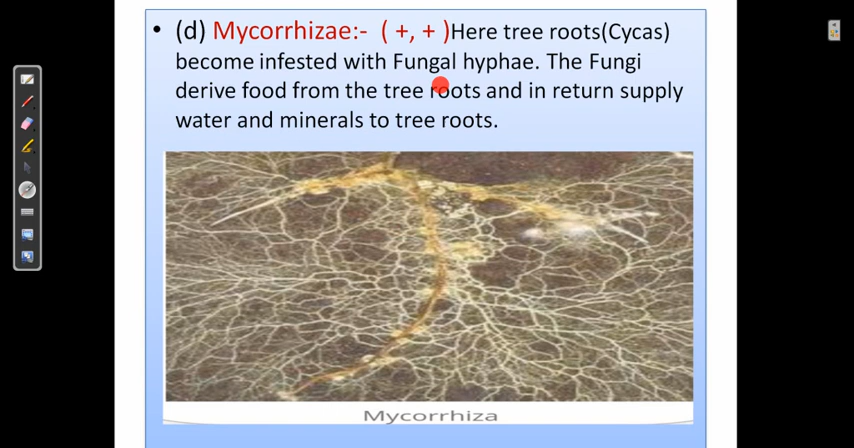 • (d) Mycorrhizae:- ( +, + )Here tree roots(Cycas)
become infested with Fungal hyphae. The Fungi
derive food from the tree roots and in return supply
water and minerals to tree roots.
Mycorrhiza